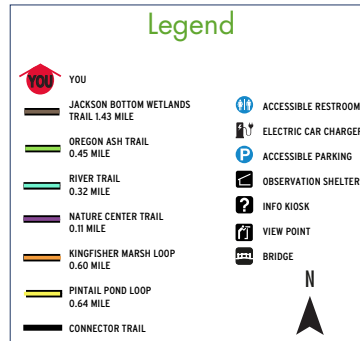 Legend
YOU
YOU
JACKSON BOTTOM WETLANDS
TRAIL 1.43 MILE
OREGON ASH TRAIL
0.45 MILE
RIVER TRAIL
0.32 MILE
NATURE CENTER TRAIL
0.11 MILE
KINGFISHER MARSH LOOP
0.60 MILE
PINTAIL POND LOOP
0.64 MILE
CONNECTOR TRAIL
ACCESSIBLE RESTROOM
ELECTRIC CAR CHARGER
P
ACCESSIBLE PARKING
OBSERVATION SHELTER
?
INFO KIOSK
VIEW POINT
BRIDGE
N